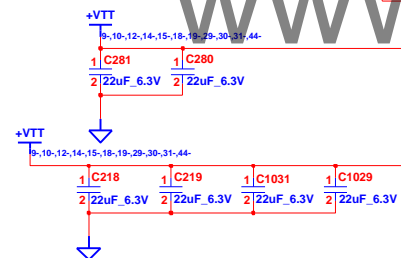 WWW
+VTT
9-,10-,12-,14-,15-,18-,19-,29-,30-,31-,44-
1 C281 1 C280
2 22uF_6.3V 2 22uF_6.3V
+VTT
9-,10-,12-,14-,15-,18-,19-,29-,30-,31-,44-
1 C218 1 C219 1 C1031 1 C1029
2 22uF_6.3V 2 22uF_6.3V 2 22uF_6.3V 2 22uF_6.3V